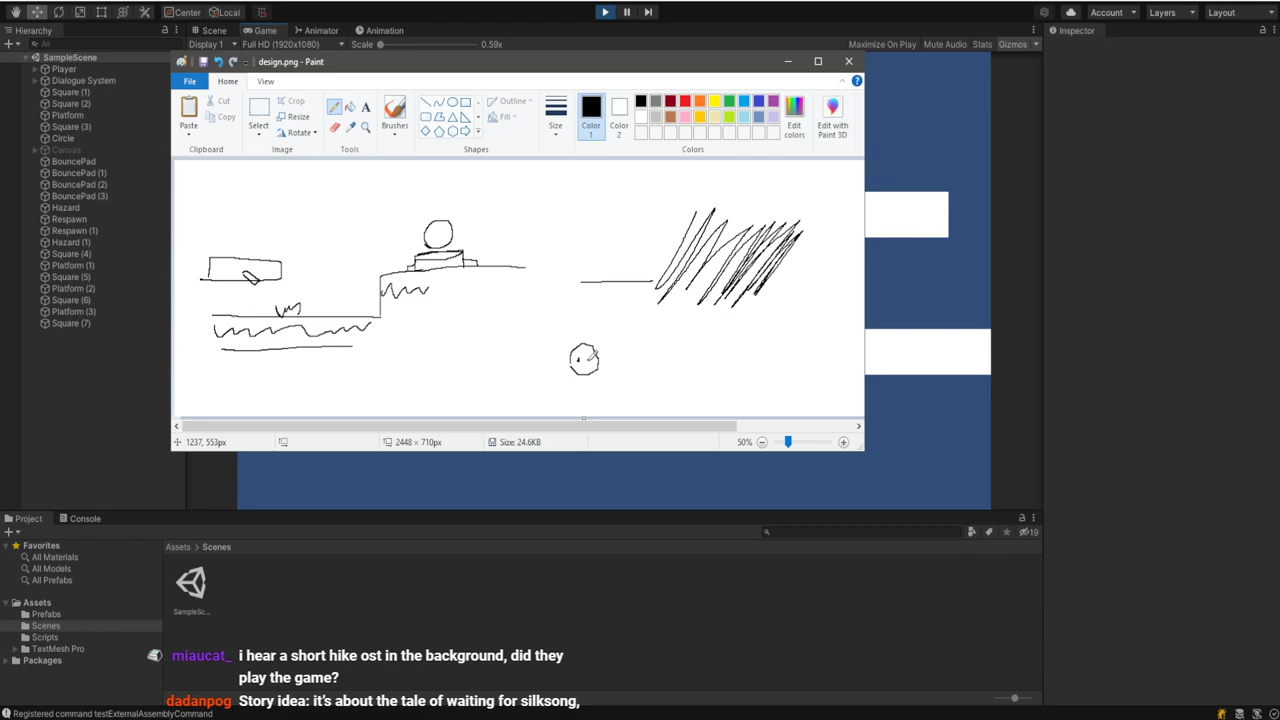 Center
Local
Account
Layers
Layout
Hierarchy
Scene
Game
Animator
Animation
Inspector
All
Display 1
Full HD (1920x1080)
Scale
0.59x
Maximize On Play
Mute Audio
Stats
Gizmos
SampleScene
Player
Dialogue System
Square (1)
Square (2)
Platform
Square (3)
Circle
Canvas
BouncePad
BouncePad (1)
BouncePad (2)
BouncePad (3)
Hazard
Respawn
Respawn (1)
Hazard (1)
Square (4)
Platform (1)
Square (5)
Platform (2)
Square (6)
Platform (3)
Square (7)
design.png - Paint
File
Home
View
Paste
Cut
Copy
Clipboard
Select
Crop
Resize
Rotate
Image
A
Tools
Brushes
Outline
Fill
Shapes
Size
Color 1
Color 2
Edit colors
Colors
Edit with Paint 3D
1237, 553px
2448 × 710px
Size: 24.6KB
50%
Project
Console
19
Favorites
All Materials
All Models
All Prefabs
Assets
Prefabs
Scenes
Scripts
TextMesh Pro
Packages
Assets > Scenes
SampleSc...
miaucat_ i hear a short hike ost in the background, did they
play the game?
dadanpog Story idea: it's about the tale of waiting for silksong,
Registered command testExternalAssemblyCommand